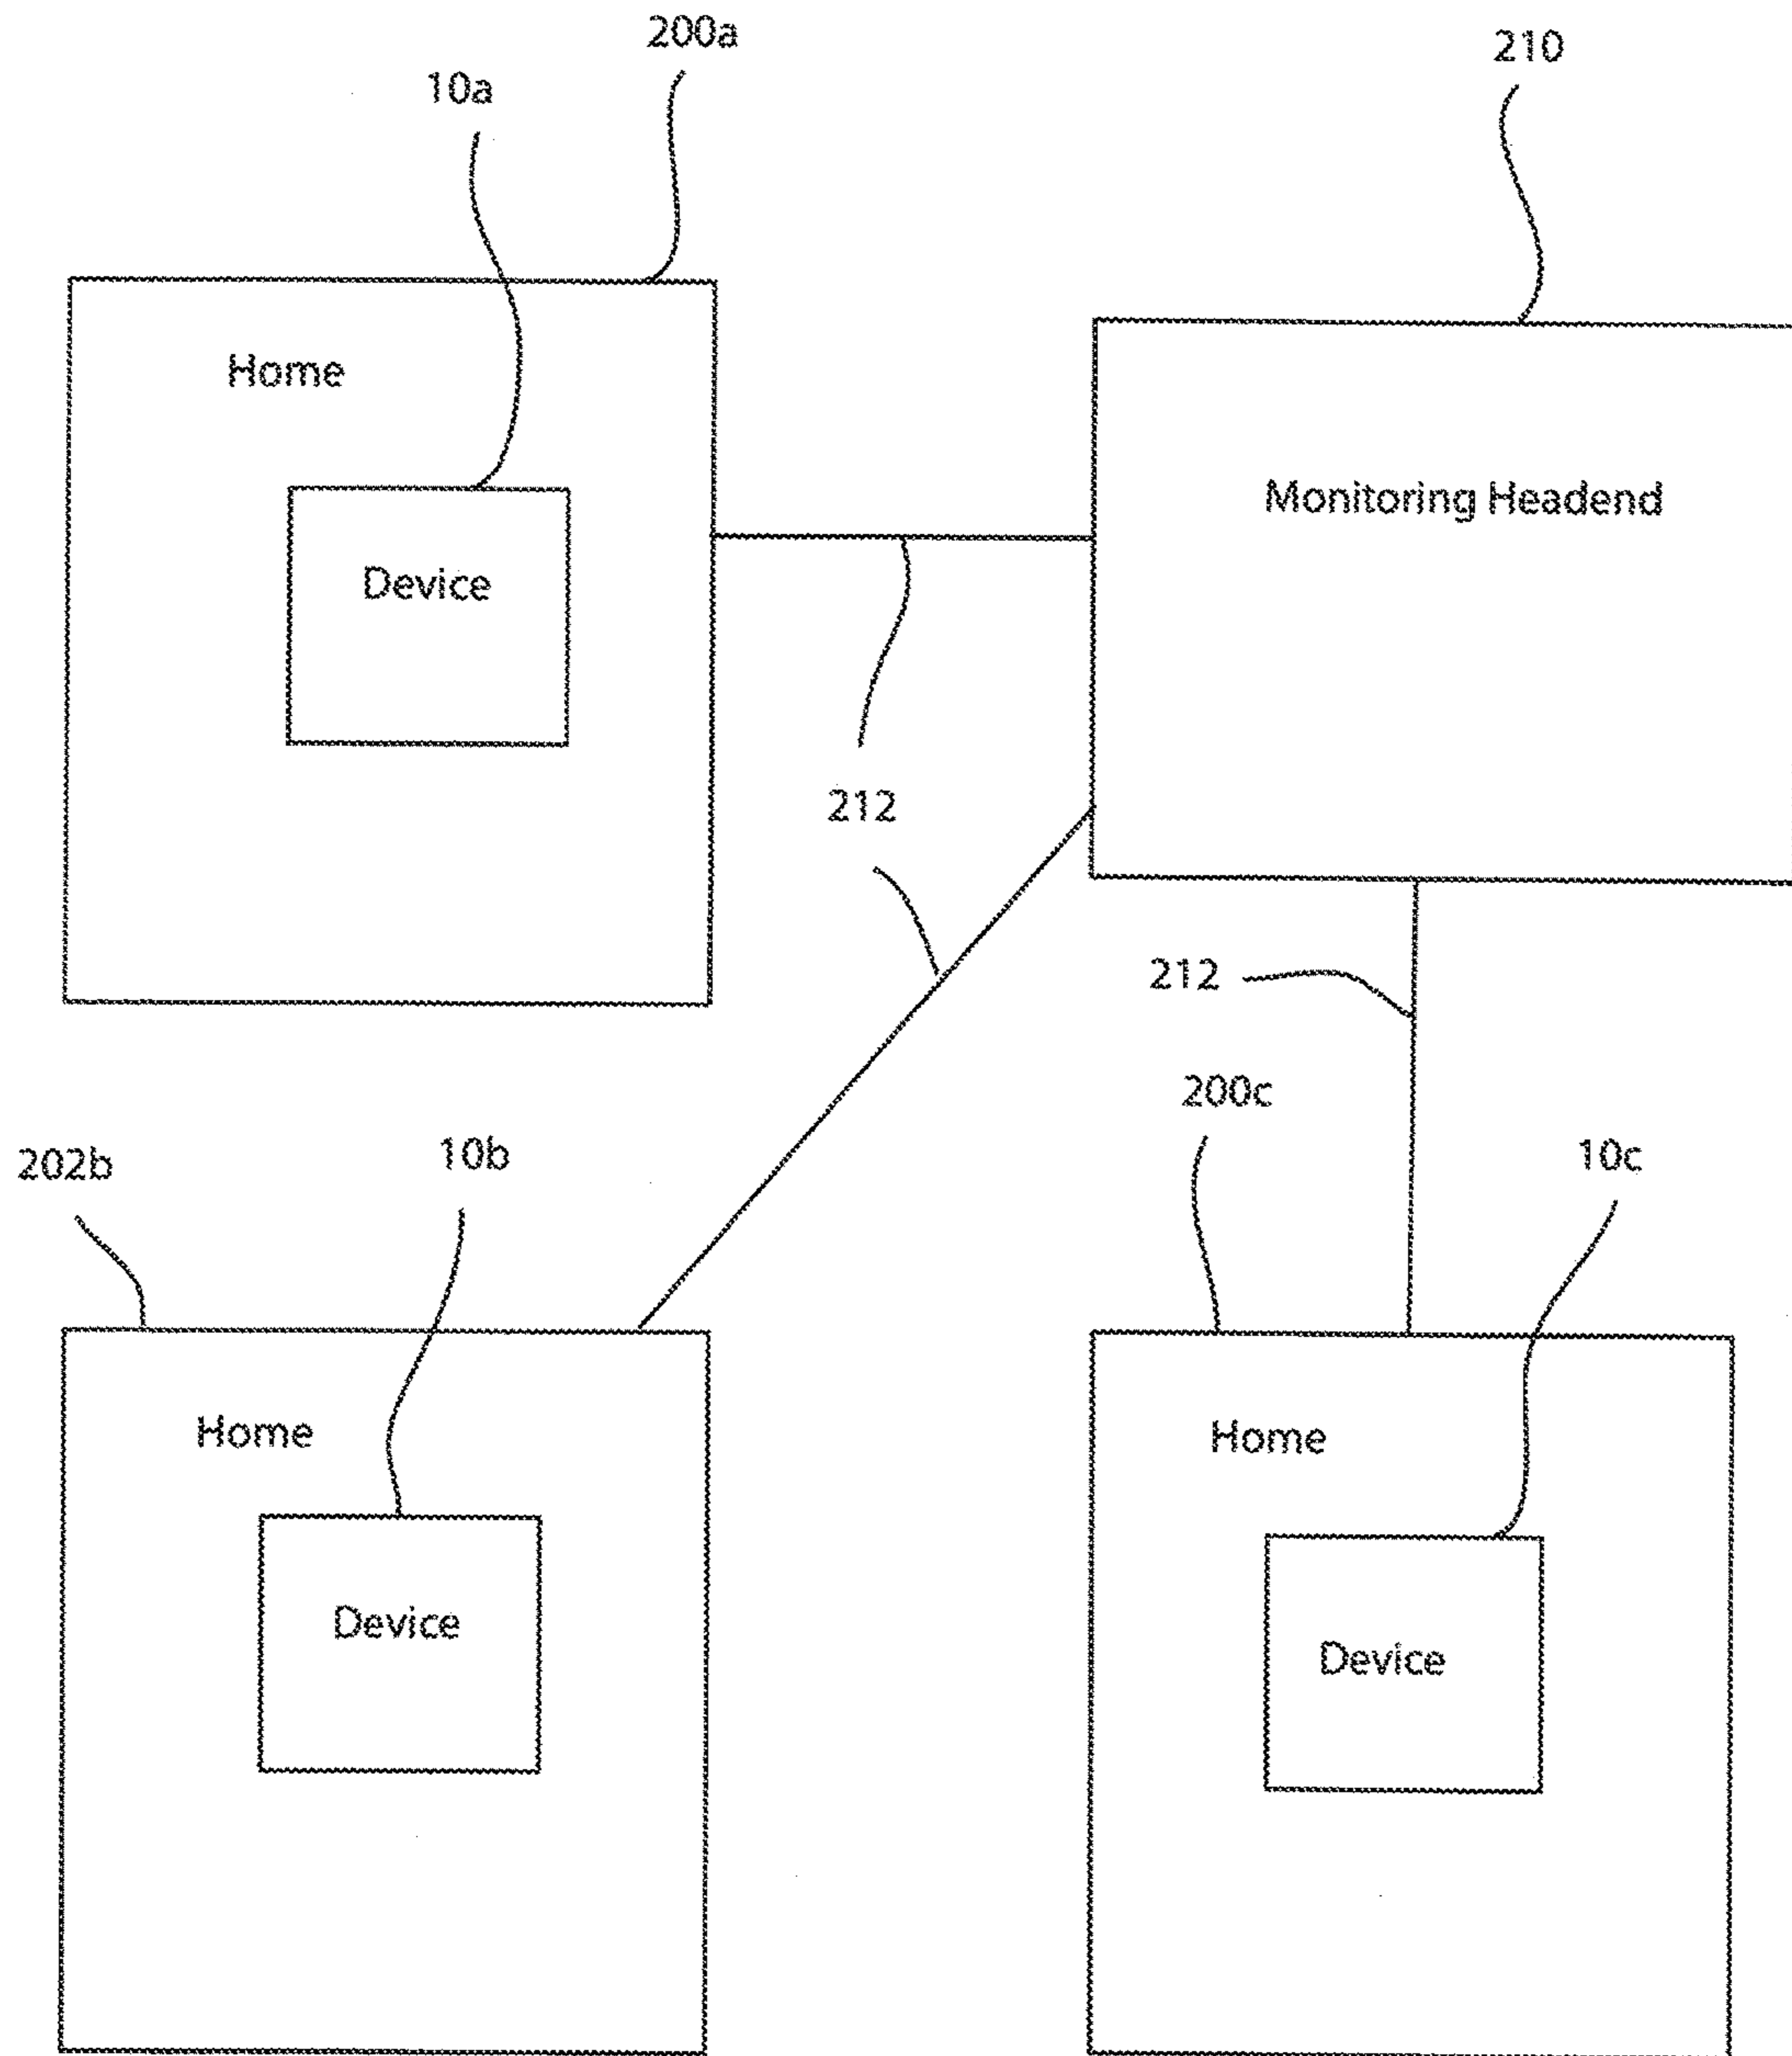 200a
210
10a
Home
Monitoring Headend
Device
212
212
200c
202b
10b
10c
Home
Home
Device
Device